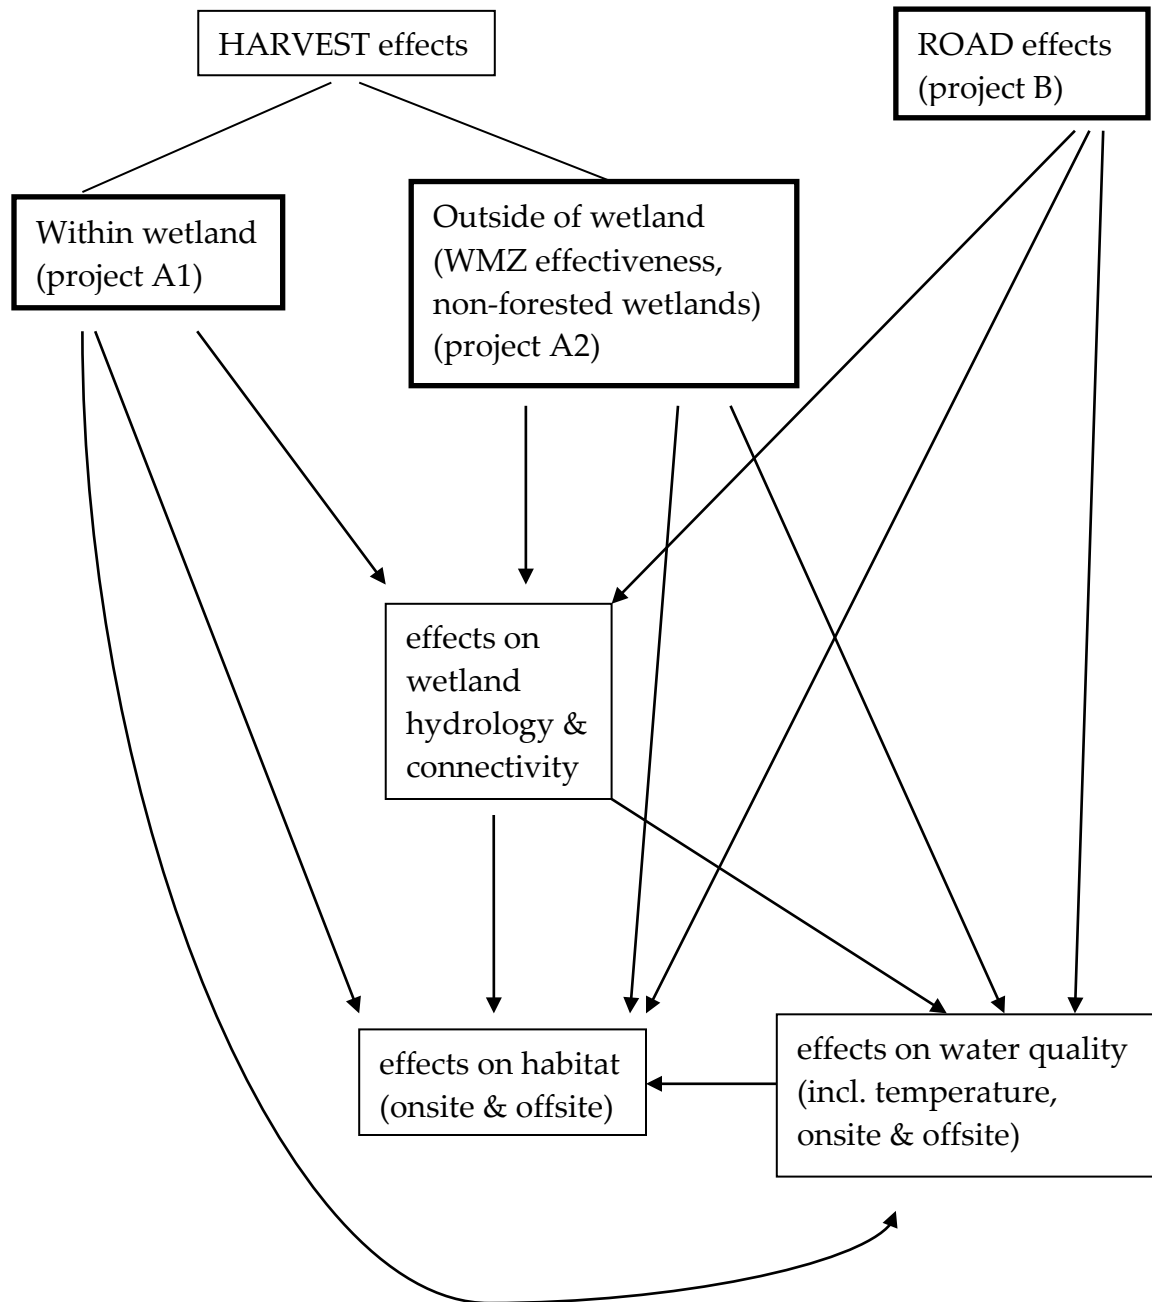 HARVEST effects
ROAD effects
(project B)
Within wetland
(project A1)
Outside of wetland
(WMZ effectiveness,
non-forested wetlands)
(project A2)
effects on
wetland
hydrology &
connectivity
effects on habitat
(onsite & offsite)
effects on water quality
(incl. temperature,
onsite & offsite)